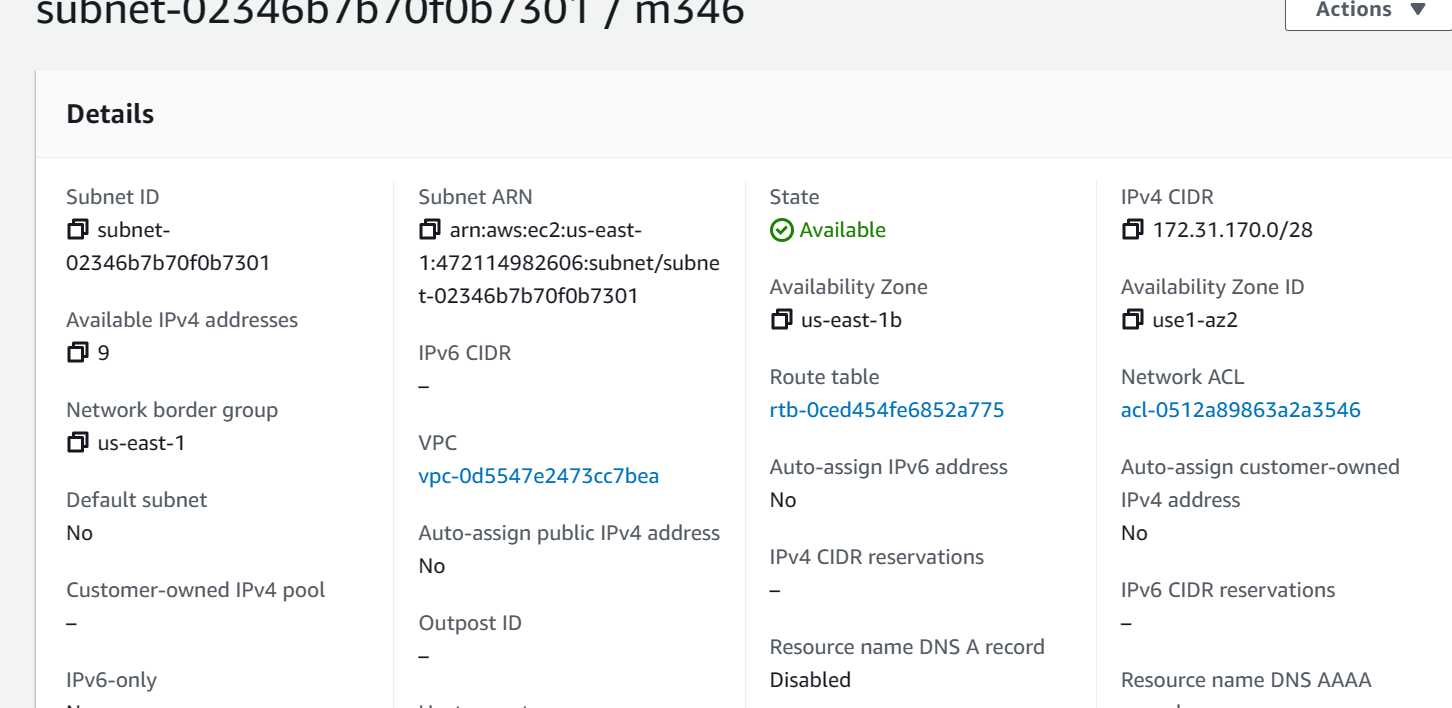 subnet-02346b7b70f0b7301 / m346
Actions
Details
Subnet ID
subnet-
02346b7b70f0b7301
Available IPv4 addresses
9
Network border group
us-east-1
Default subnet
No
Customer-owned IPv4 pool
–
IPv6-only
Subnet ARN
arn:aws:ec2:us-east-
1:472114982606:subnet/subne
t-02346b7b70f0b7301
IPv6 CIDR
–
VPC
vpc-0d5547e2473cc7bea
Auto-assign public IPv4 address
No
Outpost ID
–
State
Available
Availability Zone
us-east-1b
Route table
rtb-0ced454fe6852a775
Auto-assign IPv6 address
No
IPv4 CIDR reservations
–
Resource name DNS A record
Disabled
IPv4 CIDR
172.31.170.0/28
Availability Zone ID
use1-az2
Network ACL
acl-0512a89863a2a3546
Auto-assign customer-owned
IPv4 address
No
IPv6 CIDR reservations
–
Resource name DNS AAAA